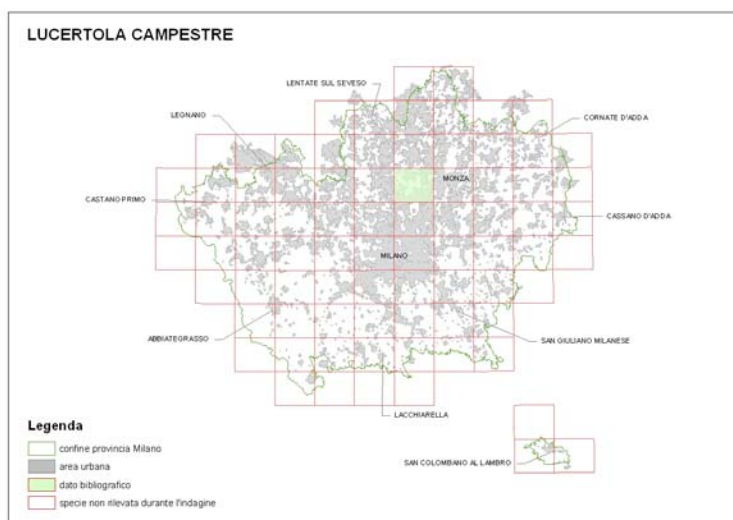 LUCERTOLA CAMPESTRE
LENTATE SUL SEVESO
LEGNANO
CORNATE D'ADDA
MONZA
CASTANO PRIMO
CASSANO D'ADDA
MILANO
ABBIATEGRASSO
SAN GIULIANO MILANESE
LACCHIARELLA
SAN COLOMBANO AL LAMBRO
Legenda
confine provincia Milano
area urbana
dato bibliografico
specie non rilevata durante l'indagine